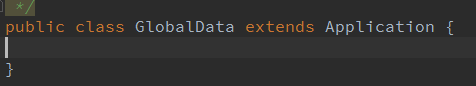 */
public class GlobalData extends Application {
}